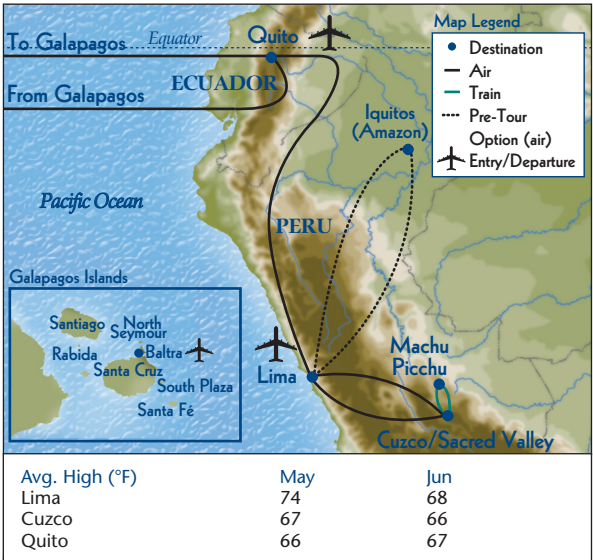 To Galapagos
Equator
Quito
ECUADOR
From Galapagos
Map Legend
Destination
Air
Train
Pre-Tour
Option (air)
Entry/Departure
Iquitos
(Amazon)
Pacific Ocean
PERU
Galapagos Islands
Santiago
North
Seymour
Rabida
Baltra
Santa Cruz
South Plaza
Santa Fé
Lima
Machu
Picchu
Cuzco/Sacred Valley
Avg. High (°F) May Jun
Lima 74 68
Cuzco 67 66
Quito 66 67